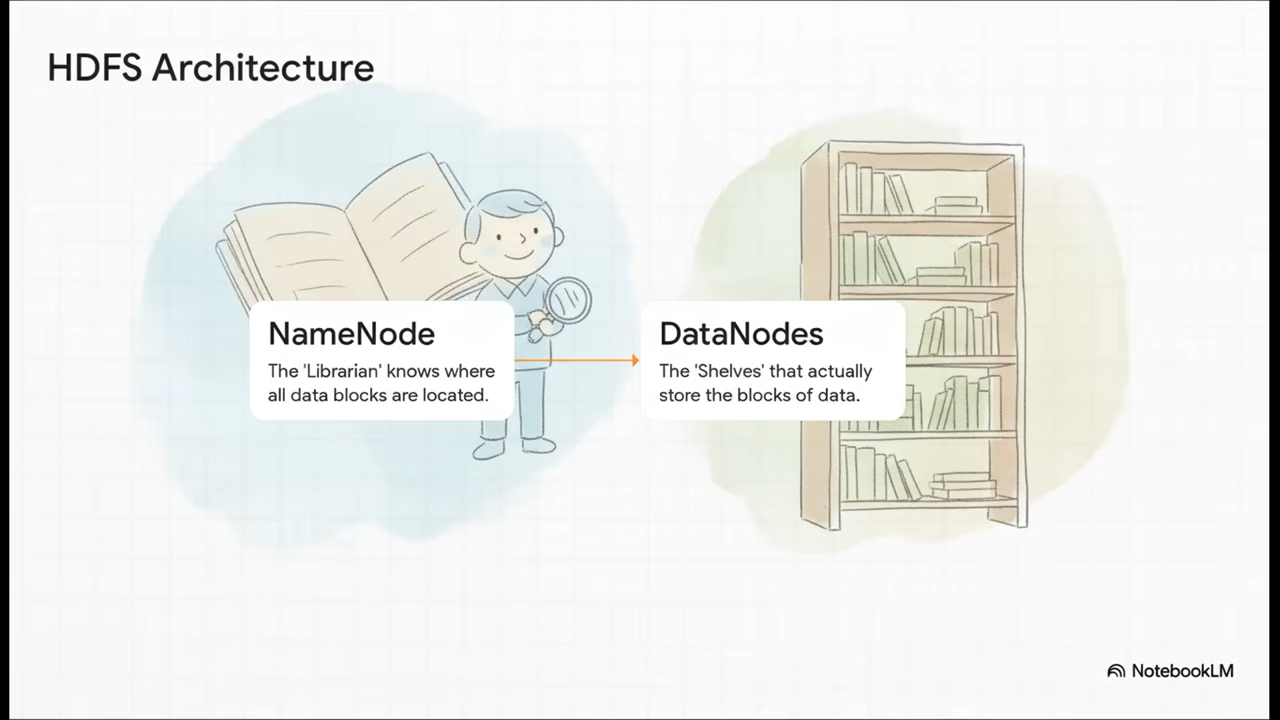 HDFS Architecture
NameNode
The 'Librarian' knows where
all data blocks are located.
DataNodes
The 'Shelves' that actually
store the blocks of data.
NotebookLM